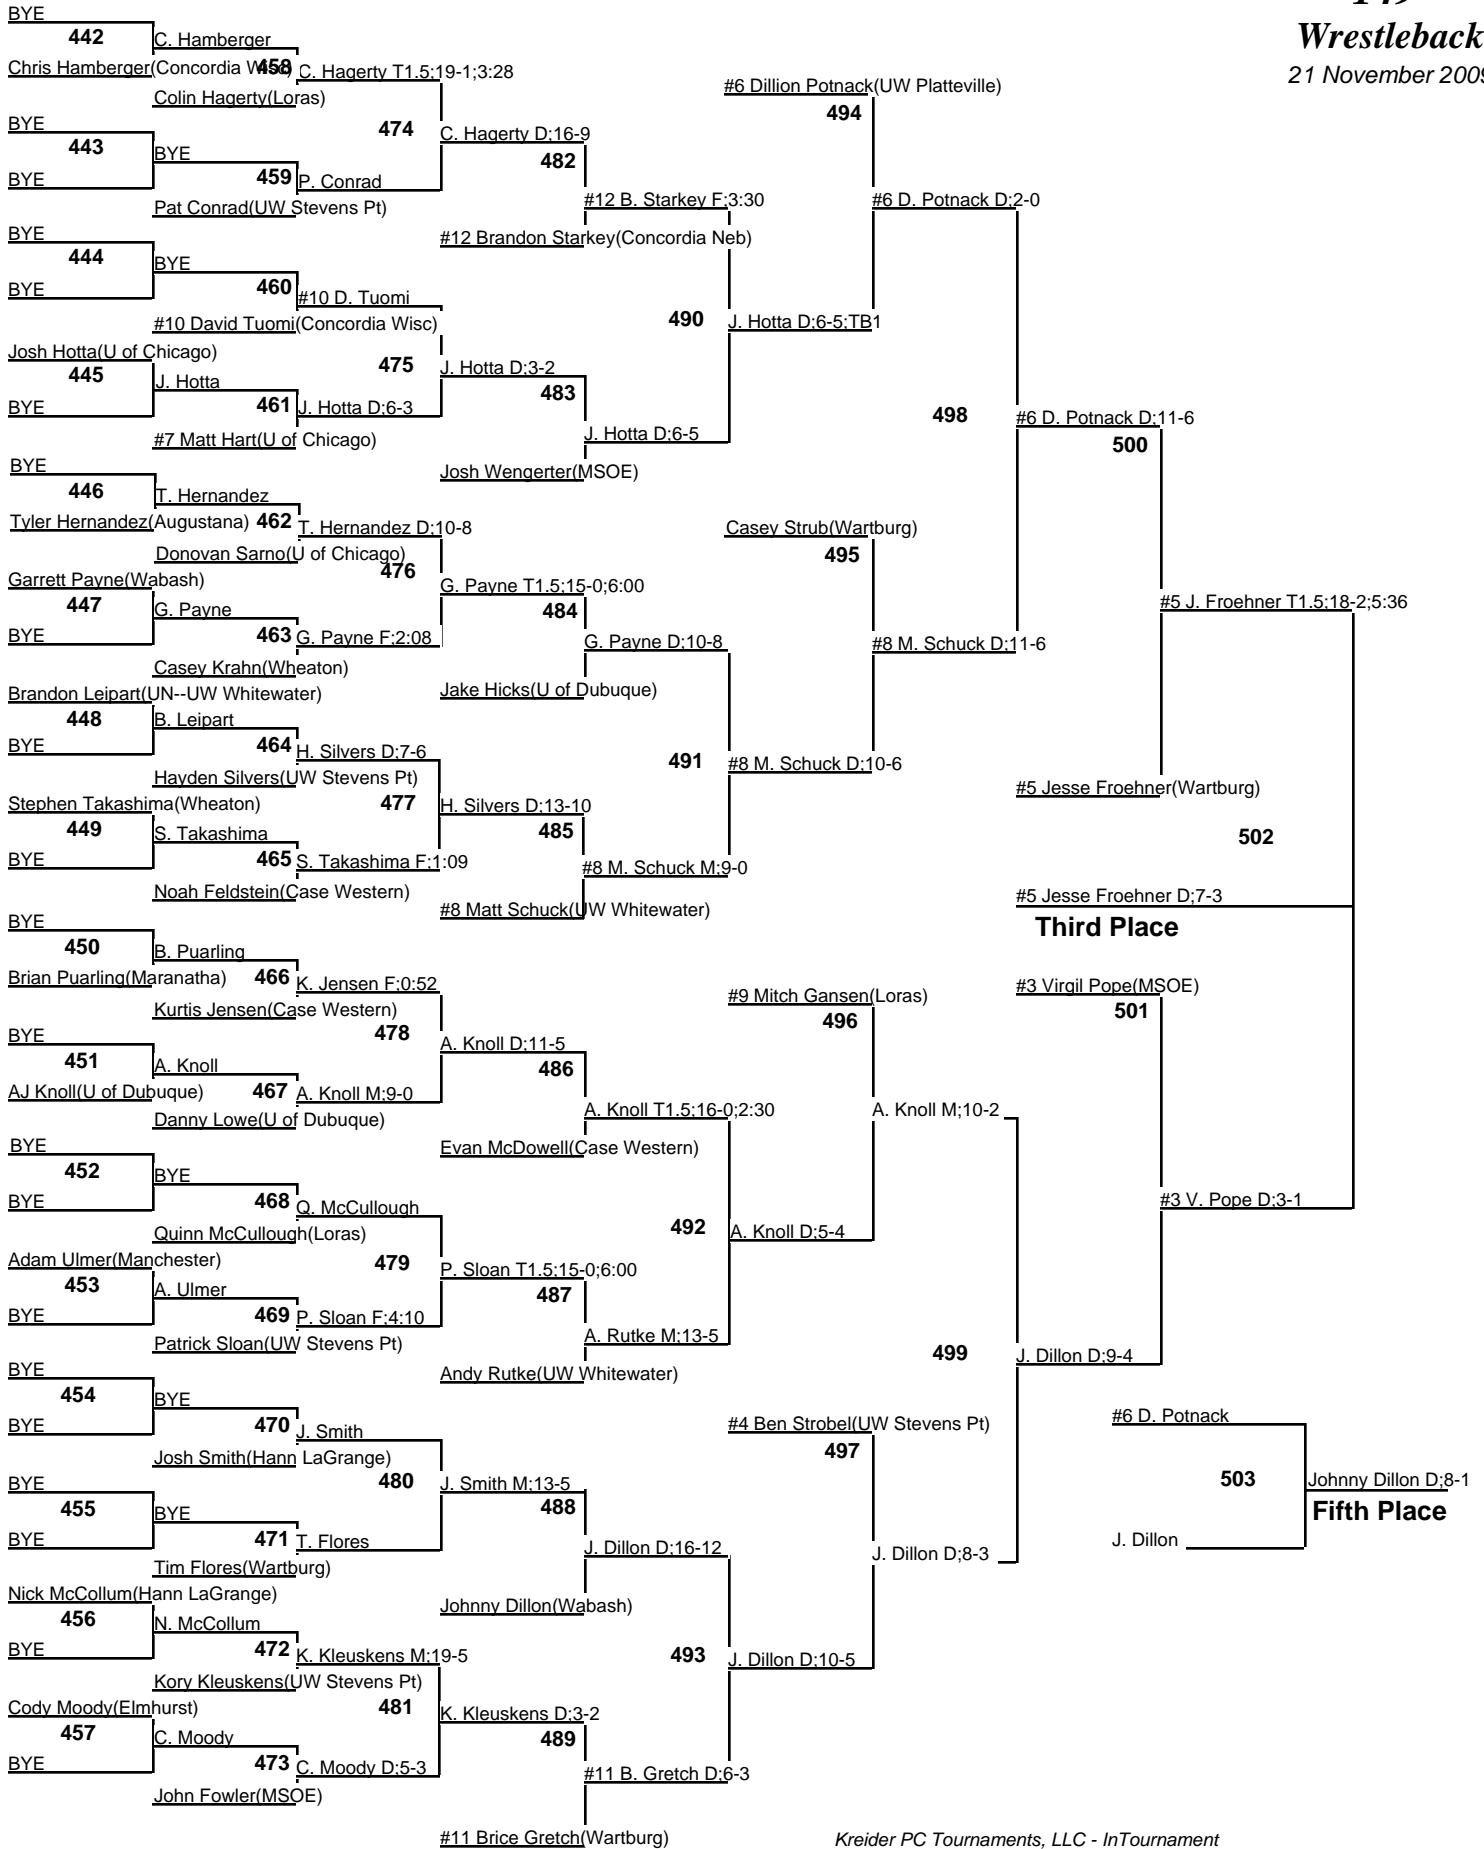 Wrestleback
21 November 2009
BYE
442
C. Hamberger
Chris Hamberger(Concordia Wisc)
458
C. Hagerty T1.5;19-1;3:28
Colin Hagerty(Loras)
BYE
443
BYE
BYE
459
P. Conrad
Pat Conrad(UW Stevens Pt)
474
C. Hagerty D;16-9
482
#12 B. Starkey F;3:30
#12 Brandon Starkey(Concordia Neb)
BYE
444
BYE
BYE
460
#10 D. Tuomi
#10 David Tuomi(Concordia Wisc)
Josh Hotta(U of Chicago)
445
J. Hotta
BYE
461
J. Hotta D;6-3
#7 Matt Hart(U of Chicago)
475
J. Hotta D;3-2
483
J. Hotta D;6-5
Josh Wengerter(MSOE)
490
J. Hotta D;6-5;TB1
#6 Dillion Potnack(UW Platteville)
494
#6 D. Potnack D;2-0
BYE
446
T. Hernandez
Tyler Hernandez(Augustana)
462
T. Hernandez D;10-8
Donovan Sarno(U of Chicago)
Garrett Payne(Wabash)
447
G. Payne
BYE
463
G. Payne F;2:08
Casey Krahn(Wheaton)
476
G. Payne T1.5;15-0;6:00
484
G. Payne D;10-8
Jake Hicks(U of Dubuque)
Brandon Leipart(UN--UW Whitewater)
448
B. Leipart
BYE
464
H. Silvers D;7-6
Hayden Silvers(UW Stevens Pt)
Stephen Takashima(Wheaton)
449
S. Takashima
BYE
465
S. Takashima F;1:09
Noah Feldstein(Case Western)
477
H. Silvers D;13-10
485
#8 M. Schuck M;9-0
#8 Matt Schuck(UW Whitewater)
491
#8 M. Schuck D;10-6
Casey Strub(Wartburg)
495
#8 M. Schuck D;11-6
498
#6 D. Potnack D;11-6
500
#5 J. Froehner T1.5;18-2;5:36
#5 Jesse Froehner(Wartburg)
502
#5 Jesse Froehner D;7-3
Third Place
BYE
450
B. Puarling
Brian Puarling(Maranatha)
466
K. Jensen F;0:52
Kurtis Jensen(Case Western)
BYE
451
A. Knoll
AJ Knoll(U of Dubuque)
467
A. Knoll M;9-0
Danny Lowe(U of Dubuque)
478
A. Knoll D;11-5
486
A. Knoll T1.5;16-0;2:30
Evan McDowell(Case Western)
BYE
452
BYE
BYE
468
Q. McCullough
Quinn McCullough(Loras)
Adam Ulmer(Manchester)
453
A. Ulmer
BYE
469
P. Sloan F;4:10
Patrick Sloan(UW Stevens Pt)
479
P. Sloan T1.5;15-0;6:00
487
A. Rutke M;13-5
Andy Rutke(UW Whitewater)
492
A. Knoll D;5-4
#9 Mitch Gansen(Loras)
496
A. Knoll M;10-2
#3 Virgil Pope(MSOE)
501
#3 V. Pope D;3-1
BYE
454
BYE
BYE
470
J. Smith
Josh Smith(Hann LaGrange)
BYE
455
BYE
BYE
471
T. Flores
Tim Flores(Wartburg)
480
J. Smith M;13-5
488
J. Dillon D;16-12
Johnny Dillon(Wabash)
Nick McCollum(Hann LaGrange)
456
N. McCollum
BYE
472
K. Kleuskens M;19-5
Kory Kleuskens(UW Stevens Pt)
Cody Moody(Elmhurst)
457
C. Moody
BYE
473
C. Moody D;5-3
John Fowler(MSOE)
481
K. Kleuskens D;3-2
489
#11 B. Gretch D;6-3
#11 Brice Gretch(Wartburg)
493
J. Dillon D;10-5
#4 Ben Strobel(UW Stevens Pt)
497
J. Dillon D;8-3
499
J. Dillon D;9-4
#6 D. Potnack
503
Johnny Dillon D;8-1
Fifth Place
J. Dillon
Kreider PC Tournaments, LLC - InTournament